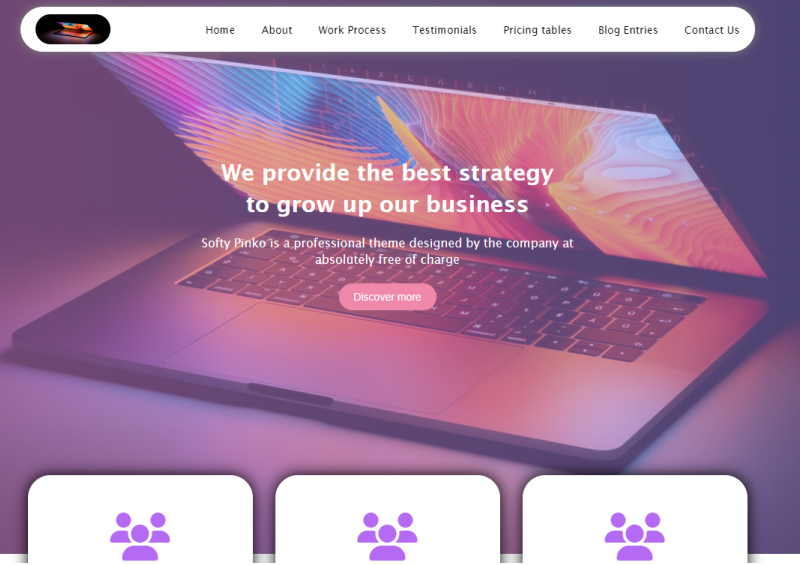 Home About Work Process Testimonials Pricing tables Blog Entries Contact Us
We provide the best strategy
to grow up our business
Softy Pinko is a professional theme designed by the company at
absolutely free of charge
Discover more